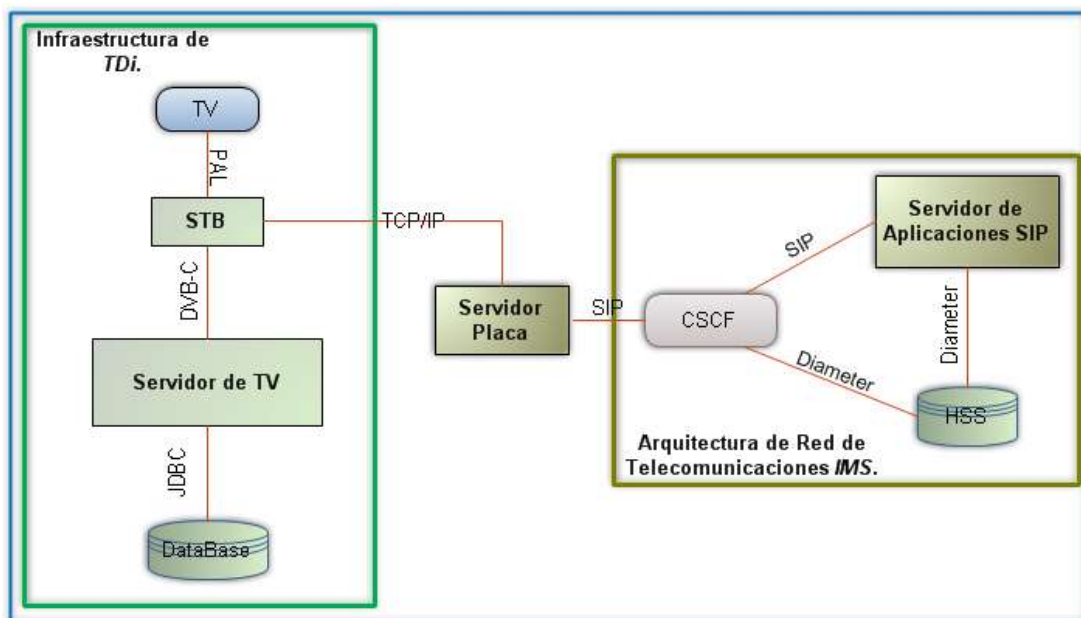 Infraestructura de
TDi.
TV
PAL
STB
TCP/IP
DVB-C
Servidor de TV
JDBC
DataBase
Servidor
Placa
SIP
CSCF
SIP
Servidor de
Aplicaciones SIP
Diameter
Diameter
HSS
Arquitectura de Red de
Telecomunicaciones IMS.